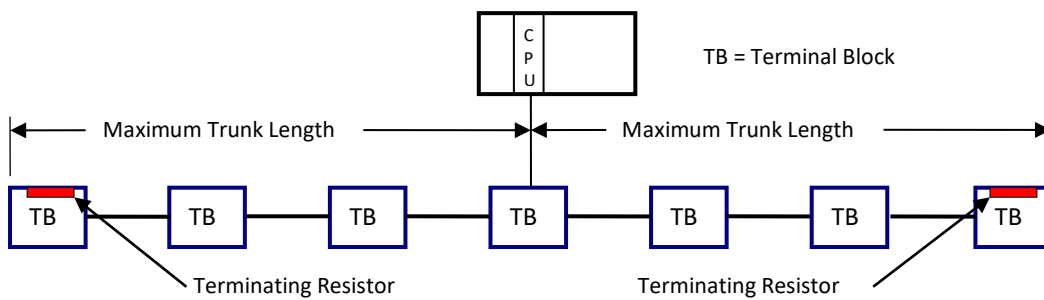 C
P
U
TB = Terminal Block
Maximum Trunk Length
Maximum Trunk Length
TB
TB
TB
TB
TB
TB
TB
Terminating Resistor
Terminating Resistor